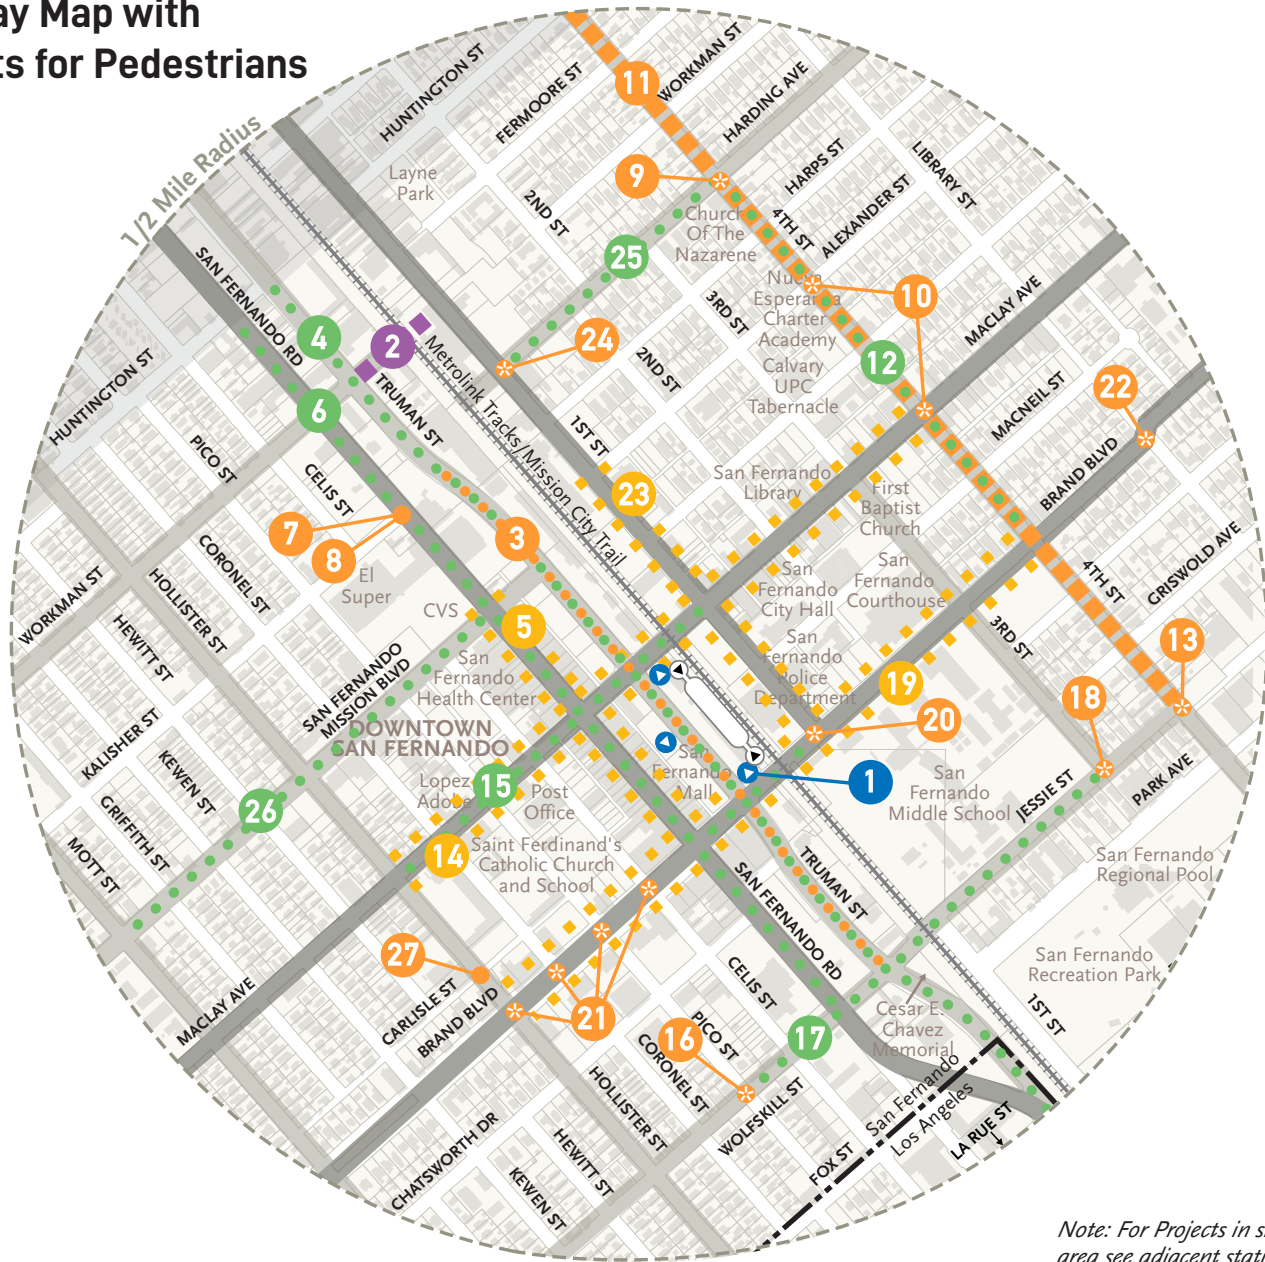 ay Map with
ts for Pedestrians
1/2 Mile Radius
HUNTINGTON ST
FERMOORE ST
WORKMAN ST
HARDING AVE
11
Layne
Park
9
HARPS ST
LIBRARY ST
2ND ST
Church
Of The
Nazarene
4TH ST
ALEXANDER ST
25
SAN FERNANDO RD
Nueva
Esperanza
Charter
Academy
10
3RD ST
MACLAY AVE
4
2
24
12
Calvary
UPC
Tabernacle
HUNTINGTON ST
6
TRUMAN ST
Metrolink Tracks/Mission City Trail
2ND ST
22
MACNEIL ST
1ST ST
PICO ST
CELIS ST
BRAND BLVD
San Fernando
Library
23
First
Baptist
Church
7
8
3
El
Super
CORONEL ST
WORKMAN ST
HOLLISTER ST
HEWITT ST
San
Fernando
City Hall
San
Fernando
Courthouse
4TH ST
GRISWOLD AVE
CVS
5
3RD ST
13
San
Fernando
Police
Department
SAN FERNANDO
MISSION BLVD
San
Fernando
Health Center
19
18
20
KALISHER ST
DOWNTOWN
SAN FERNANDO
KEWEN ST
San
Fernando
Mall
1
San
Fernando
Middle School
JESSIE ST
PARK AVE
Lopez
Adobe
15
Post
Office
26
GRIFFITH ST
MOTT ST
14
Saint Ferdinand's
Catholic Church
and School
TRUMAN ST
San Fernando
Regional Pool
SAN FERNANDO RD
27
San Fernando
Recreation Park
MACLAY AVE
CARLISLE ST
BRAND BLVD
21
CELIS ST
1ST ST
Cesar E.
Chavez
Memorial
16
PICO ST
CORONEL ST
17
HOLLISTER ST
WOLFSKILL ST
San Fernando
Los Angeles
LA RUE ST
CHATSWORTH DR
HEWITT ST
KEWEN ST
FOX ST
Note: For Projects in s
area see adjacent stati